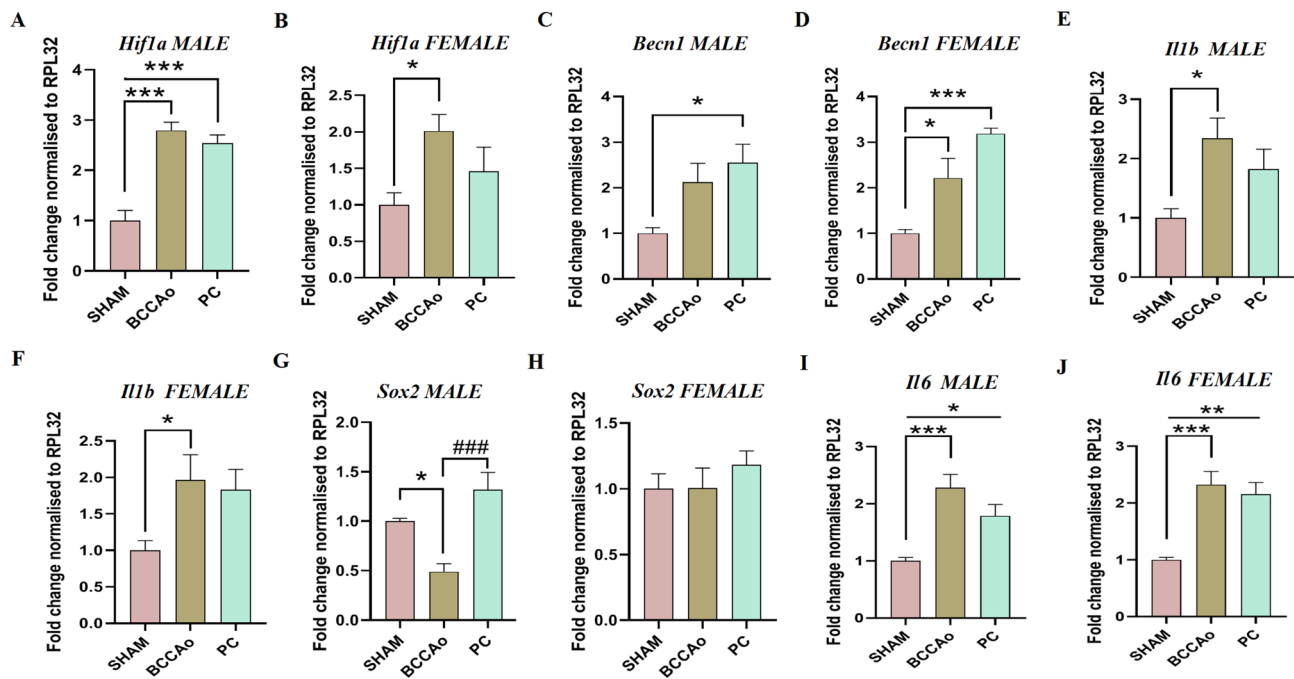 A
Hif1a MALE
Fold change normalised to RPL32
4
3
2
1
0
***
***
SHAM
BCCAo
PC
B
Hif1a FEMALE
Fold change normalised to RPL32
2.5
2.0
1.5
1.0
0.5
0.0
*
SHAM
BCCAo
PC
C
Becn1 MALE
Fold change normalised to RPL32
4
3
2
1
0
*
SHAM
BCCAo
PC
D
Becn1 FEMALE
Fold change normalised to RPL32
4
3
2
1
0
***
*
SHAM
BCCAo
PC
E
Il1b MALE
Fold change normalised to RPL32
3
2
1
0
*
SHAM
BCCAo
PC
F
Il1b FEMALE
Fold change normalised to RPL32
2.5
2.0
1.5
1.0
0.5
0.0
*
SHAM
BCCAo
PC
G
Sox2 MALE
Fold change normalised to RPL32
2.0
1.5
1.0
0.5
0.0
*
###
SHAM
BCCAo
PC
H
Sox2 FEMALE
Fold change normalised to RPL32
1.5
1.0
0.5
0.0
SHAM
BCCAo
PC
I
Il6 MALE
Fold change normalised to RPL32
3
2
1
0
*
***
SHAM
BCCAo
PC
J
Il6 FEMALE
Fold change normalised to RPL32
3
2
1
0
**
***
SHAM
BCCAo
PC